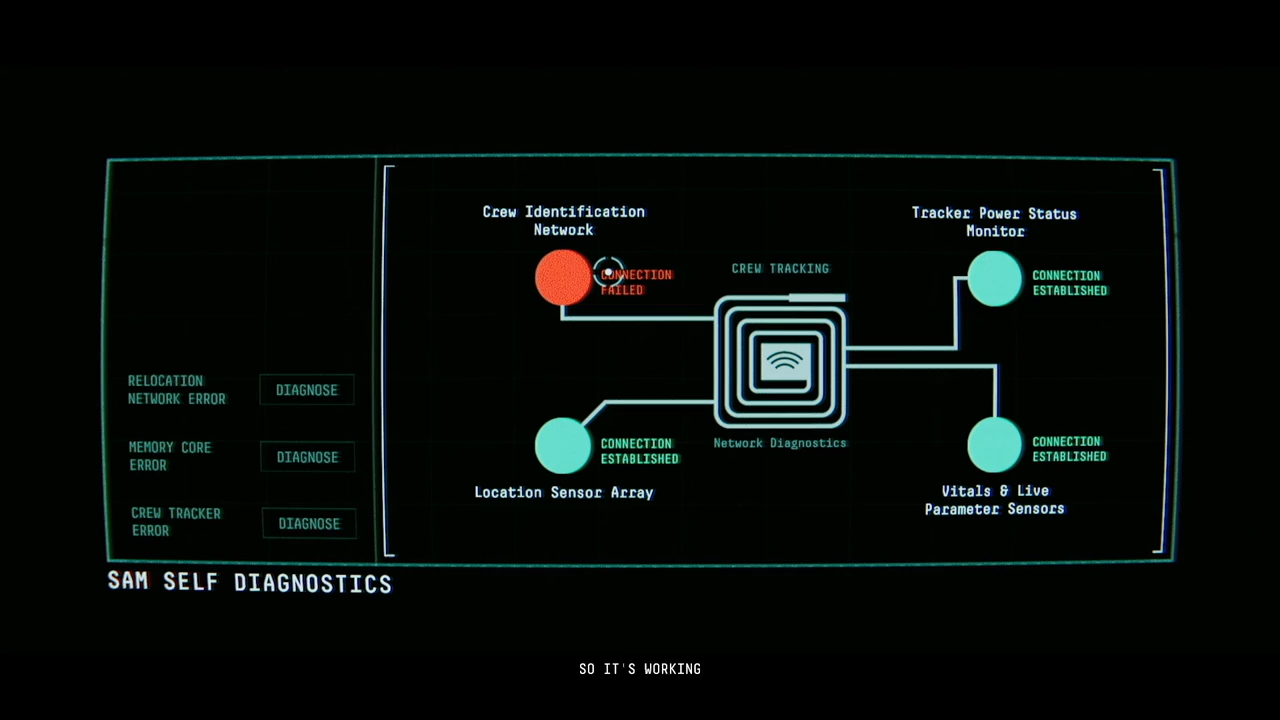 Crew Identification
Network
CONNECTION
FAILED
Tracker Power Status
Monitor
CONNECTION
ESTABLISHED
CREW TRACKING
Network Diagnostics
CONNECTION
ESTABLISHED
Location Sensor Array
CONNECTION
ESTABLISHED
Vitals & Live
Parameter Sensors
RELOCATION
NETWORK ERROR
DIAGNOSE
MEMORY CORE
ERROR
DIAGNOSE
CREW TRACKER
ERROR
DIAGNOSE
SAM SELF DIAGNOSTICS
SO IT'S WORKING